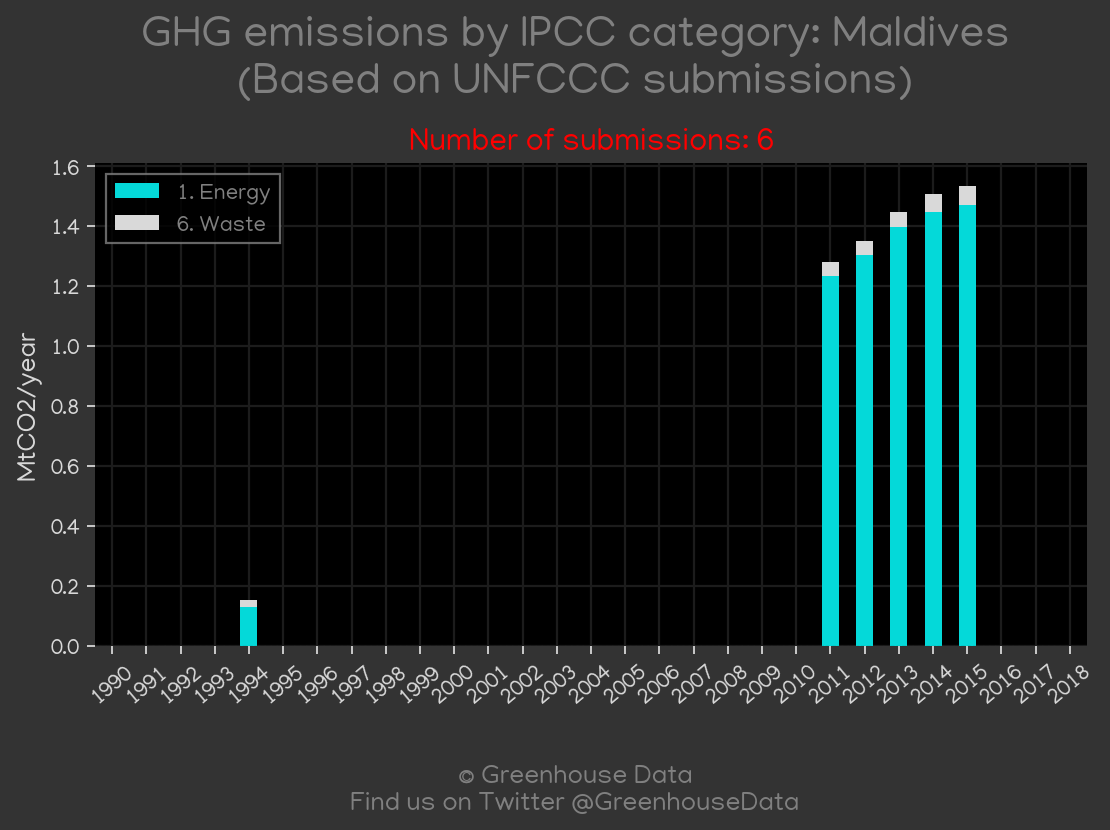 GHG emissions by IPCC category: Maldives
(Based on UNFCCC submissions)
Number of submissions: 6
1. Energy
6. Waste
MtCO2/year
1.6
1.4
1.2
1.0
0.8
0.6
0.4
0.2
0.0
1990 1991 1992 1993 1994 1995 1996 1997 1998 1999 2000 2001 2002 2003 2004 2005 2006 2007 2008 2009 2010 2011 2012 2013 2014 2015 2016 2017 2018
© Greenhouse Data
Find us on Twitter @GreenhouseData